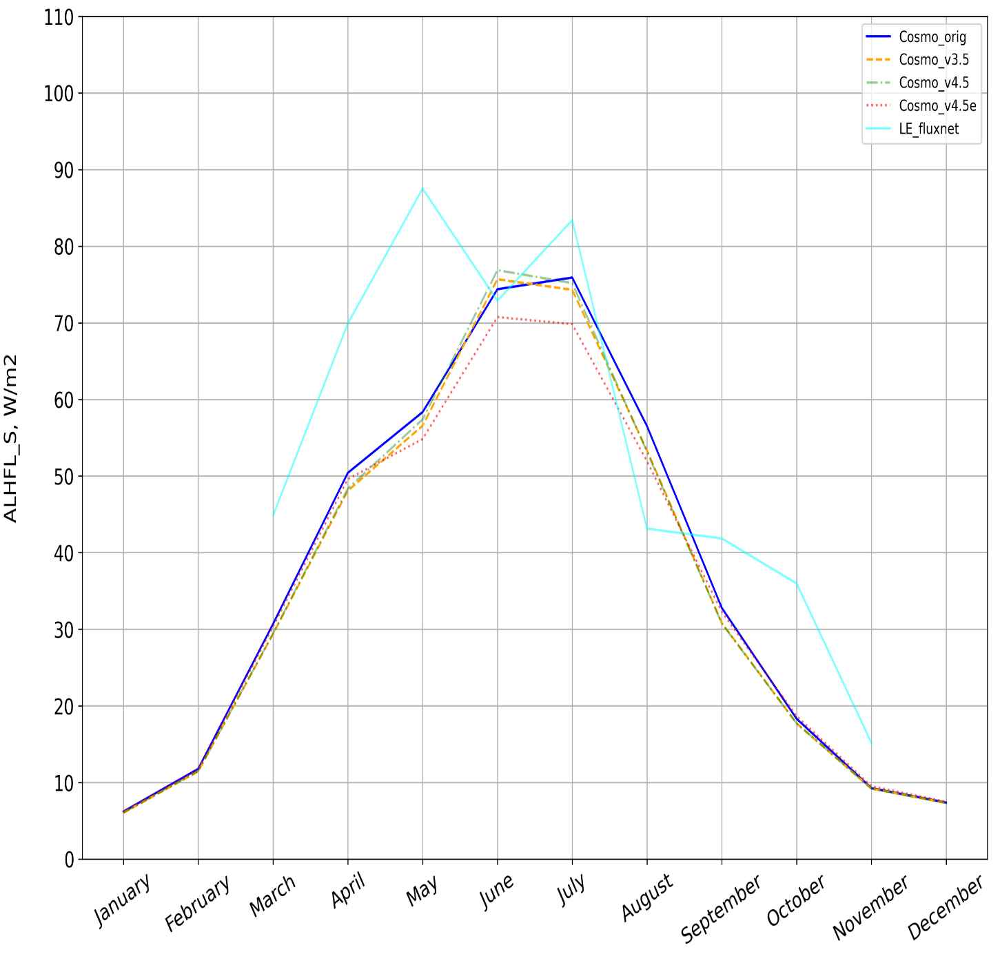 110
100
90
80
70
60
50
40
30
20
10
0
ALHFL_S, W/m2
Cosmo_orig
Cosmo_v3.5
Cosmo_v4.5
Cosmo_v4.5e
LE_fluxnet
January
February
March
April
May
June
July
August
September
October
November
December